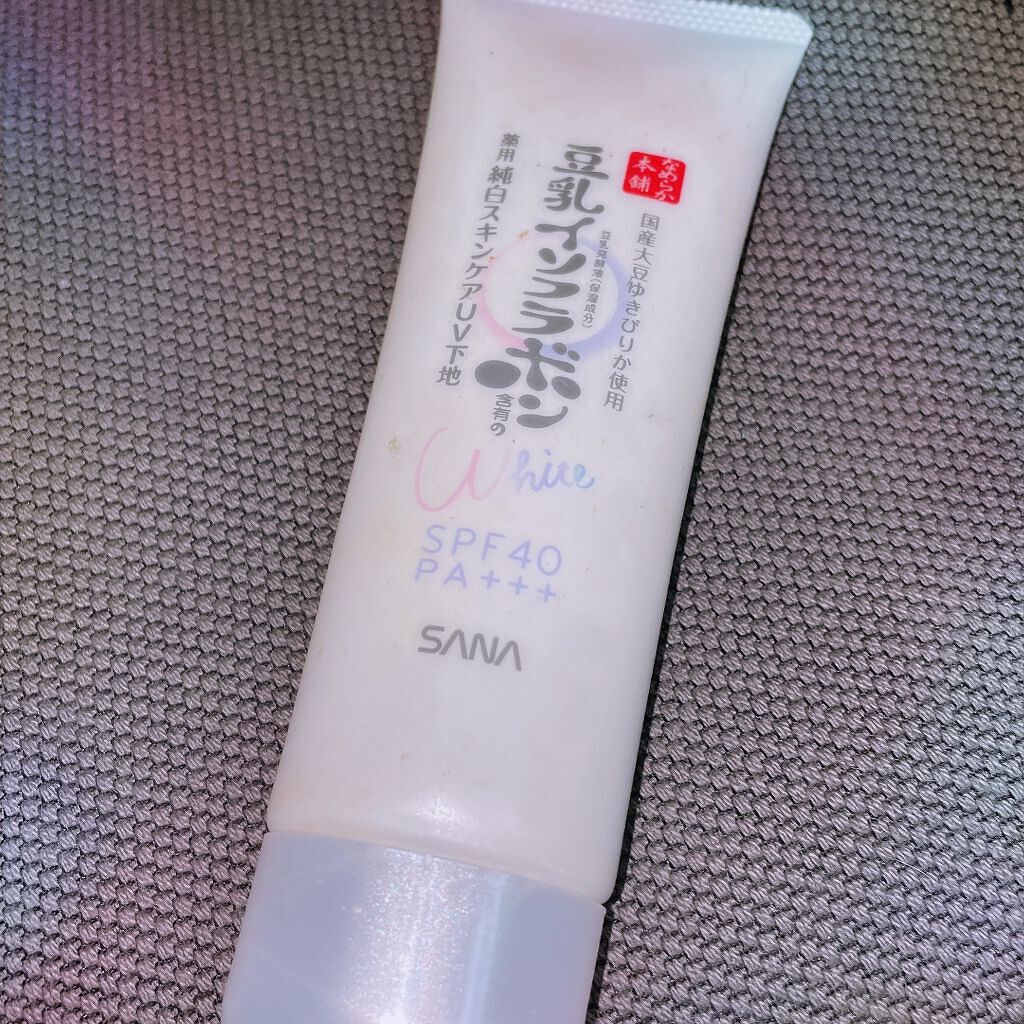 なめらか
本舗
国産大豆ゆきぴりか使用
豆乳発酵液(保湿成分)
豆乳イソフラボン
含有の
薬用 純白スキンケアUV下地
White
SPF40
PA+++
SANA